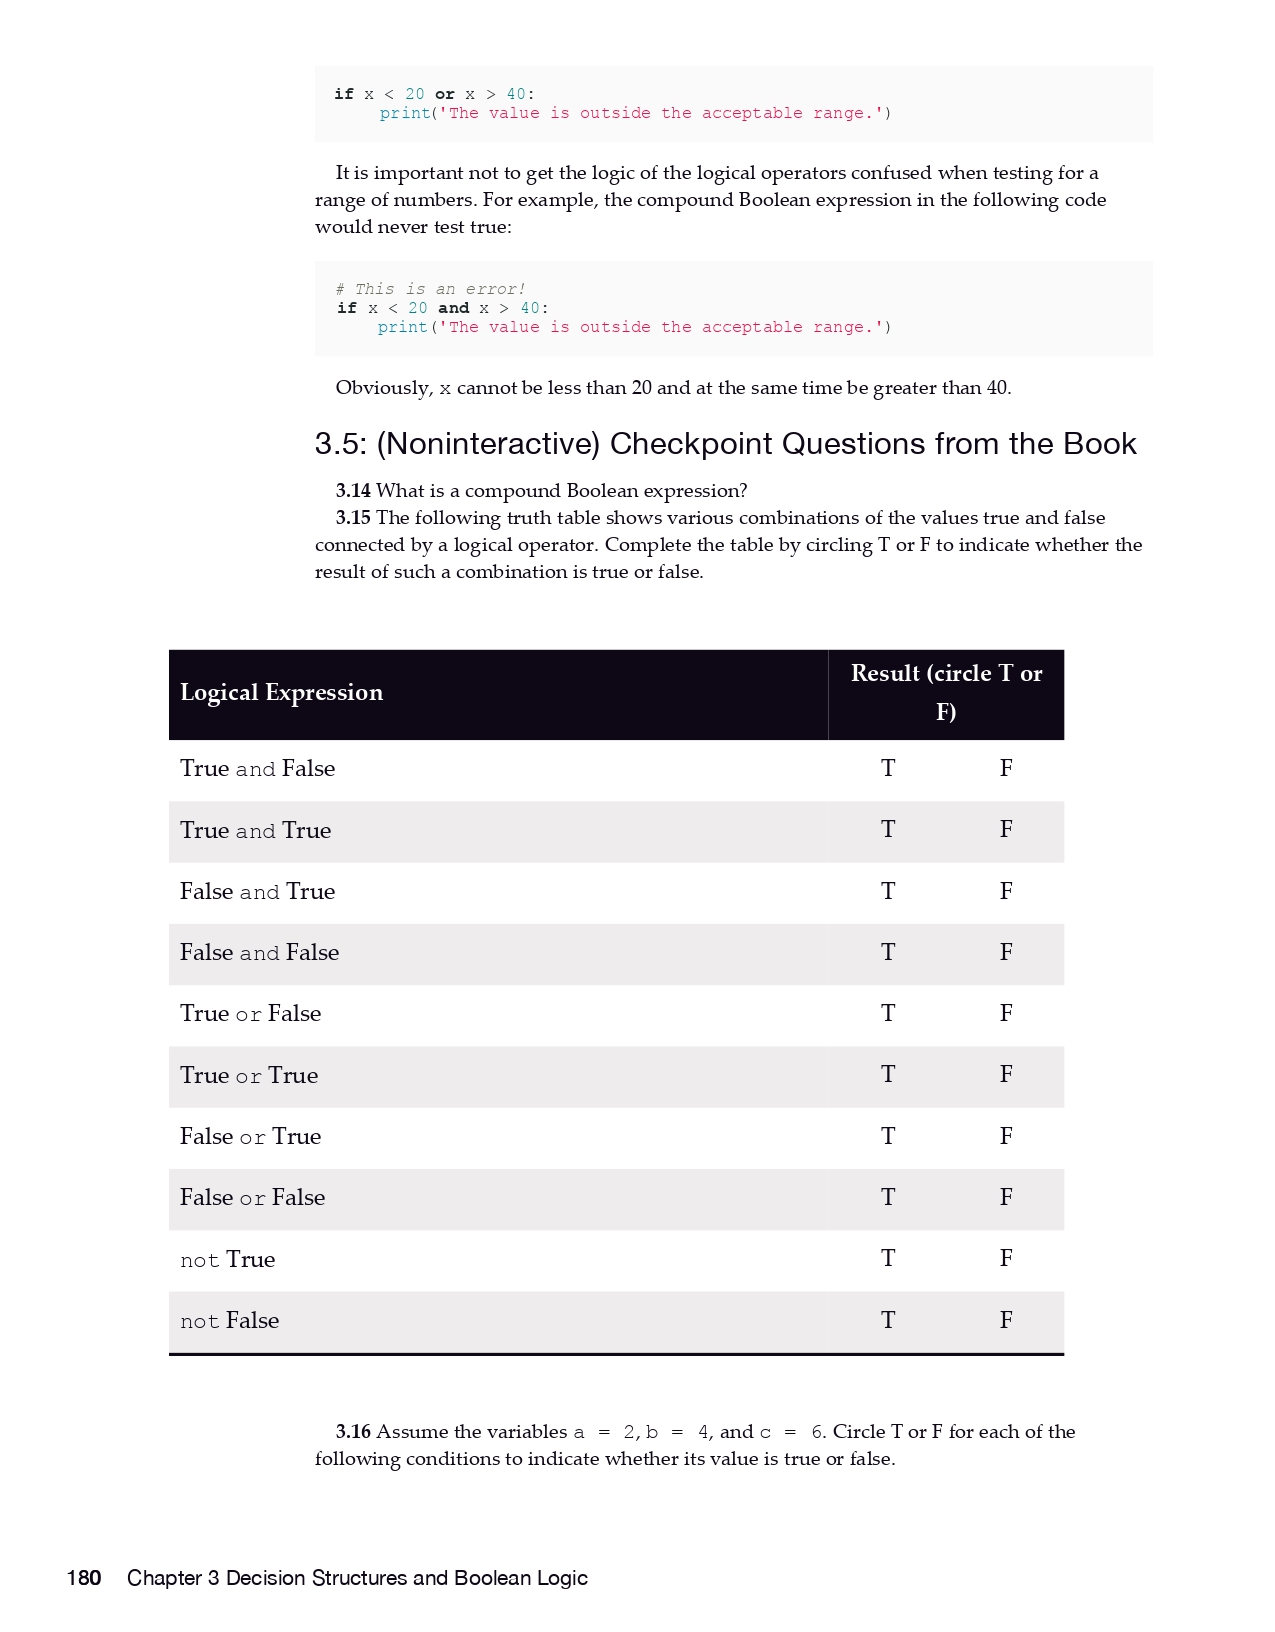 if x < 20 or x > 40:
    print('The value is outside the acceptable range.')
It is important not to get the logic of the logical operators confused when testing for a
range of numbers. For example, the compound Boolean expression in the following code
would never test true:
# This is an error!
if x < 20 and x > 40:
    print('The value is outside the acceptable range.')
Obviously, x cannot be less than 20 and at the same time be greater than 40.
3.5: (Noninteractive) Checkpoint Questions from the Book
3.14 What is a compound Boolean expression?
3.15 The following truth table shows various combinations of the values true and false
connected by a logical operator. Complete the table by circling T or F to indicate whether the
result of such a combination is true or false.
Logical Expression
Result (circle T or
F)
True and False T F
True and True T F
False and True T F
False and False T F
True or False T F
True or True T F
False or True T F
False or False T F
not True T F
not False T F
3.16 Assume the variables a = 2, b = 4, and c = 6. Circle T or F for each of the
following conditions to indicate whether its value is true or false.
180 Chapter 3 Decision Structures and Boolean Logic